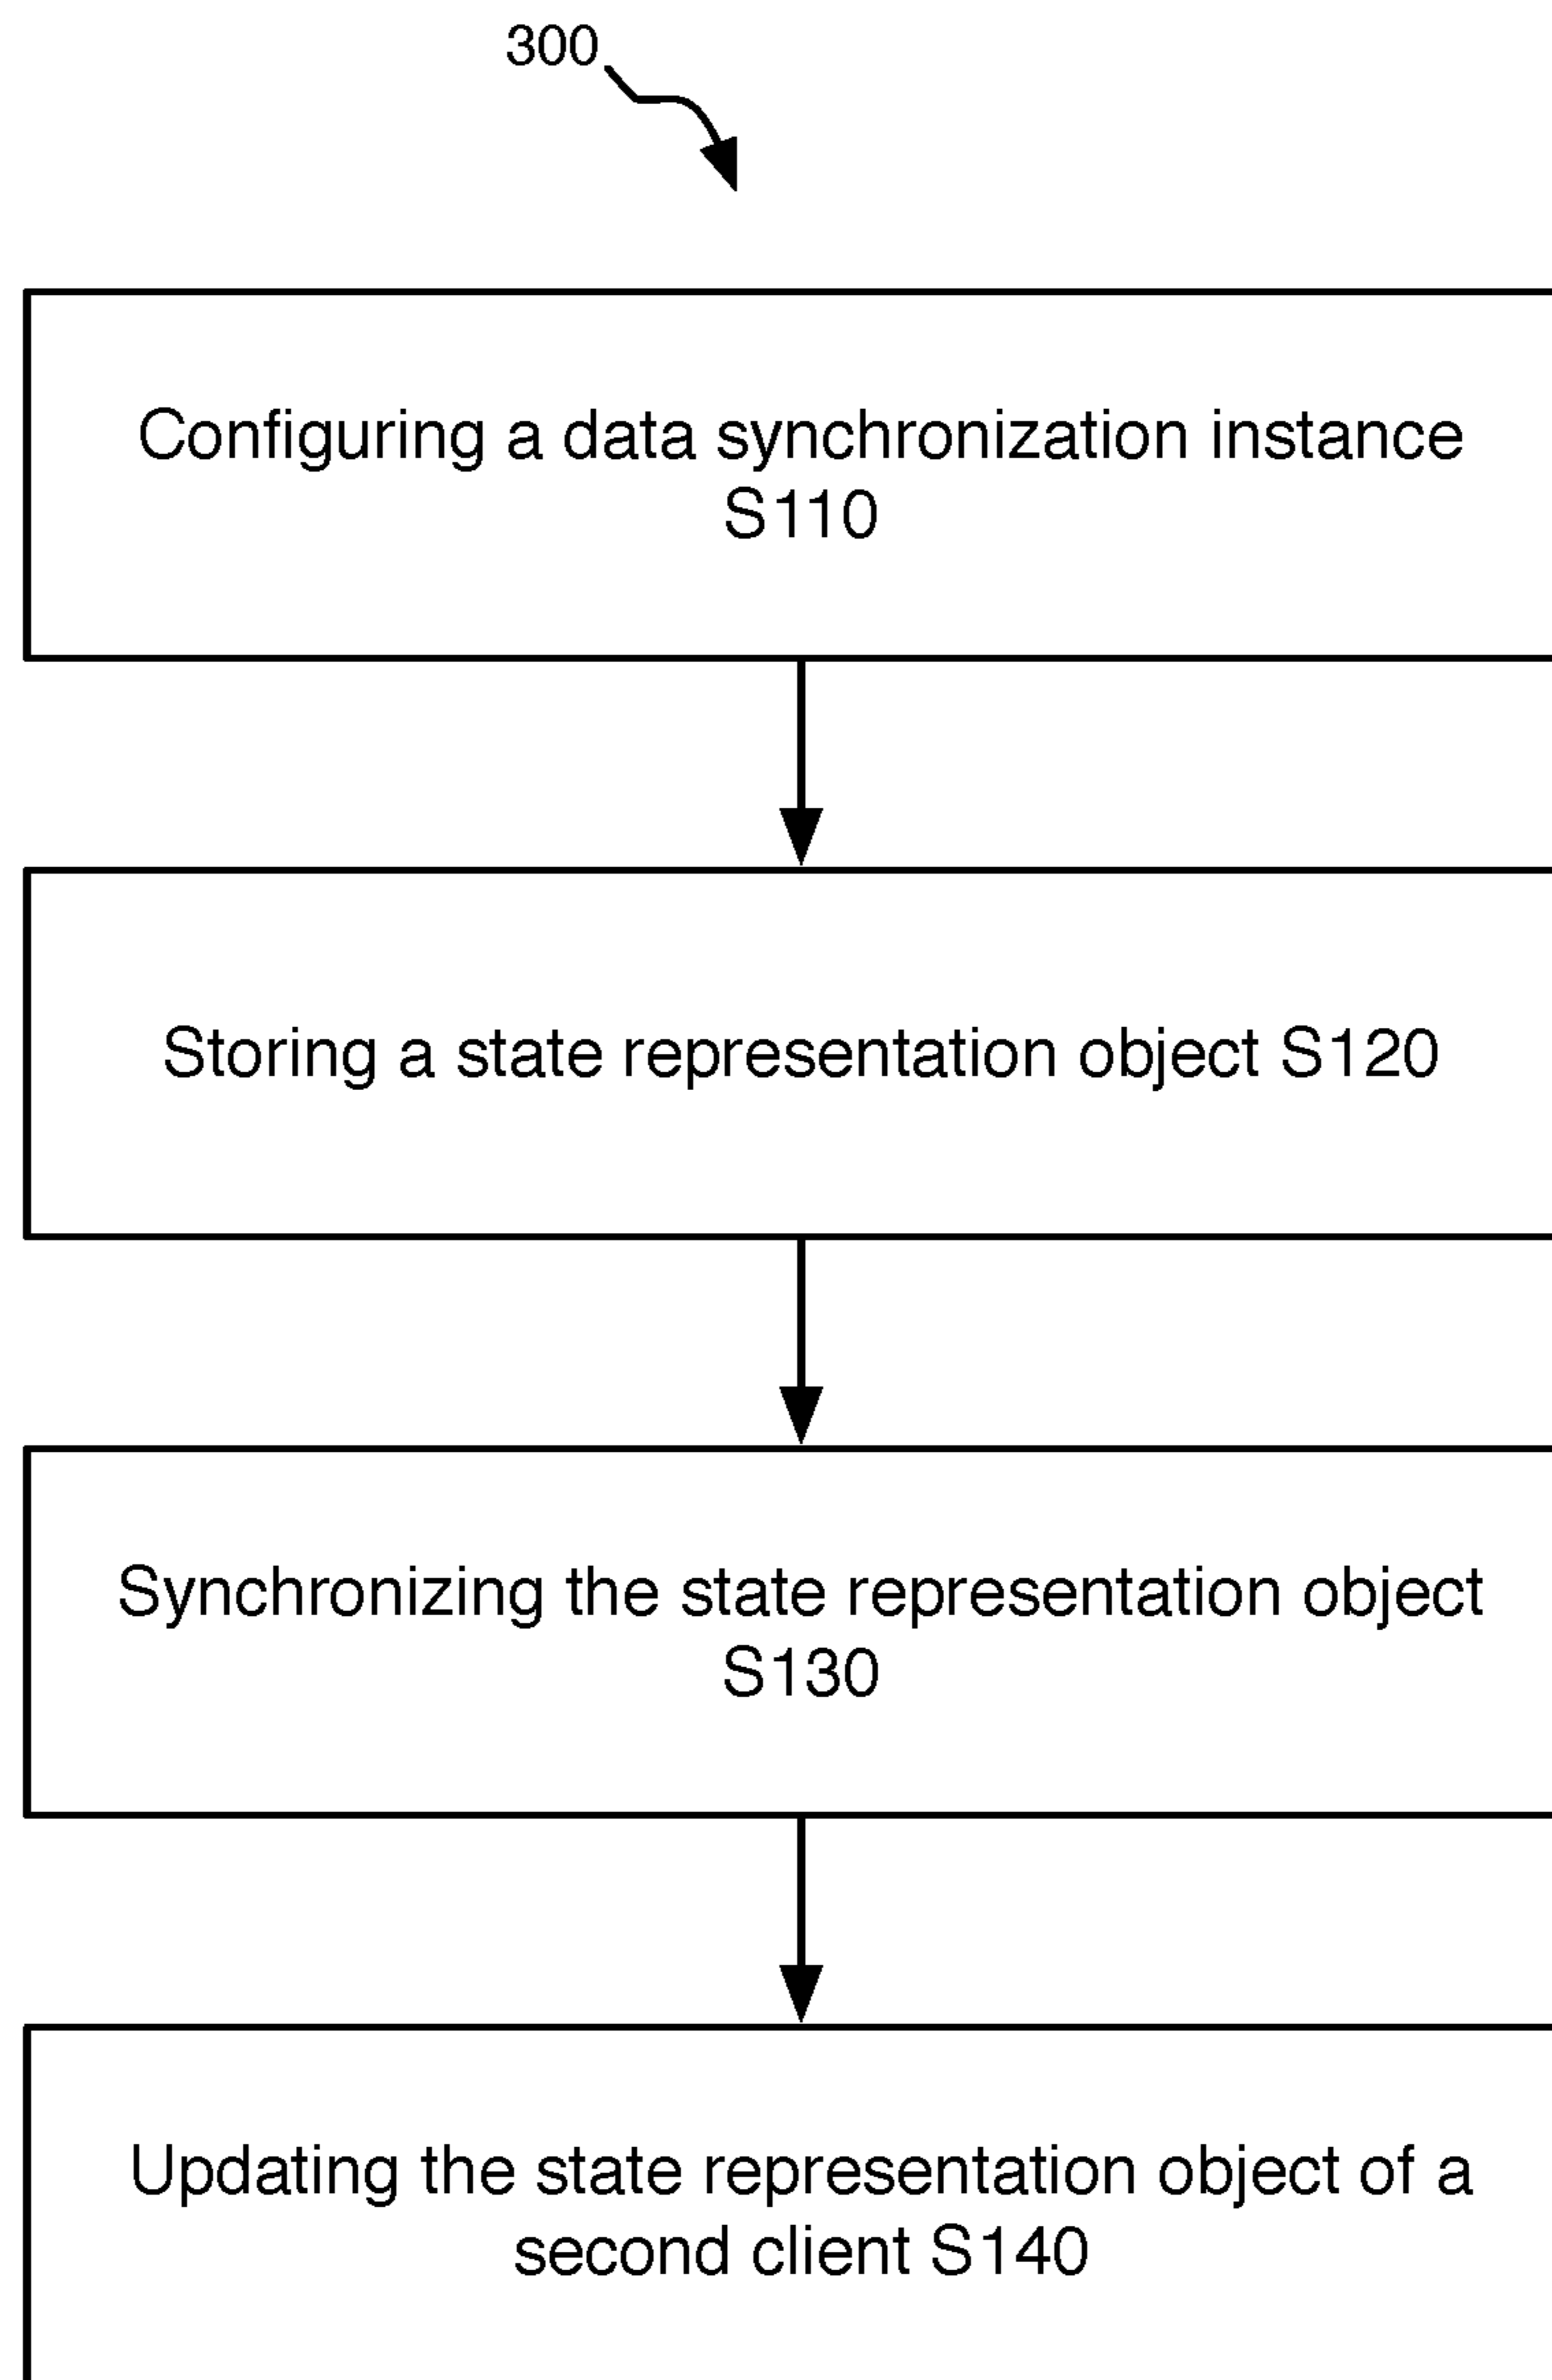 300
Configuring a data synchronization instance
S110
Storing a state representation object S120
Synchronizing the state representation object
S130
Updating the state representation object of a
second client S140